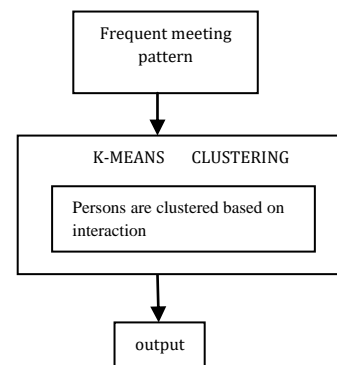 Frequent meeting
pattern
K-MEANS CLUSTERING
Persons are clustered based on
interaction
output